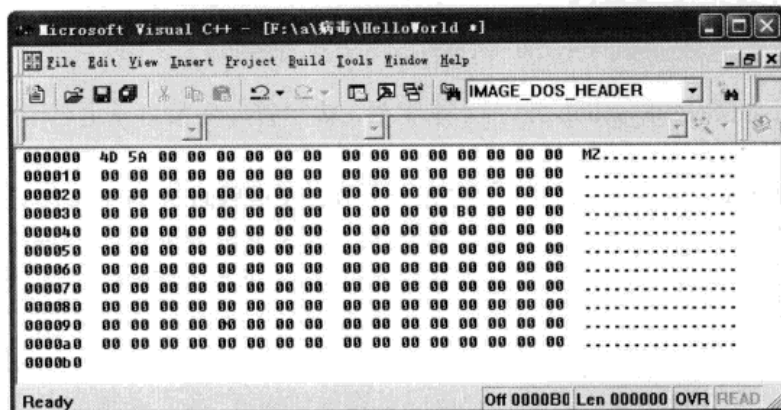 Microsoft Visual C++ - [F:\a\病毒\HelloWorld *]
File Edit View Insert Project Build Tools Window Help
IMAGE_DOS_HEADER
000000 4D 5A 00 00 00 00 00 00 00 00 00 00 00 00 00 00 MZ..............
000010 00 00 00 00 00 00 00 00 00 00 00 00 00 00 00 00 ................
000020 00 00 00 00 00 00 00 00 00 00 00 00 00 00 00 00 ................
000030 00 00 00 00 00 00 00 00 00 00 00 00 B0 00 00 00 ................
000040 00 00 00 00 00 00 00 00 00 00 00 00 00 00 00 00 ................
000050 00 00 00 00 00 00 00 00 00 00 00 00 00 00 00 00 ................
000060 00 00 00 00 00 00 00 00 00 00 00 00 00 00 00 00 ................
000070 00 00 00 00 00 00 00 00 00 00 00 00 00 00 00 00 ................
000080 00 00 00 00 00 00 00 00 00 00 00 00 00 00 00 00 ................
000090 00 00 00 00 00 00 00 00 00 00 00 00 00 00 00 00 ................
0000a0 00 00 00 00 00 00 00 00 00 00 00 00 00 00 00 00 ................
0000b0
Ready Off 0000B0 Len 000000 OVR READ